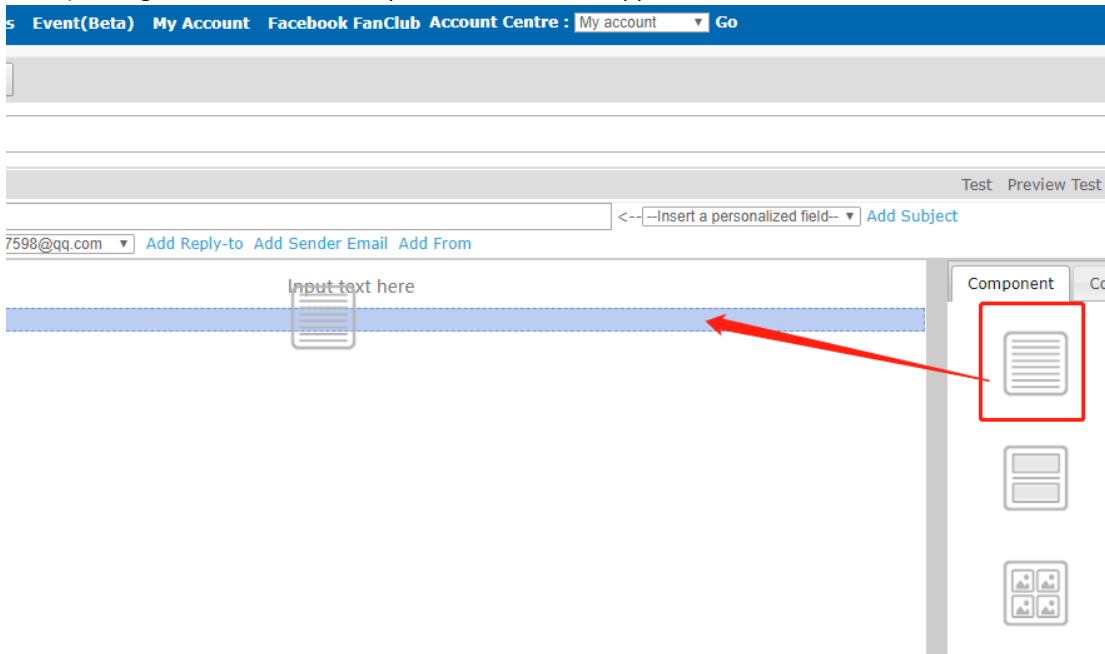 s Event(Beta) My Account Facebook FanClub Account Centre : My account ▼ Go
Test Preview Test
<-- --Insert a personalized field-- ▼ Add Subject
7598@qq.com ▼ Add Reply-to Add Sender Email Add From
Input text here
Component Co